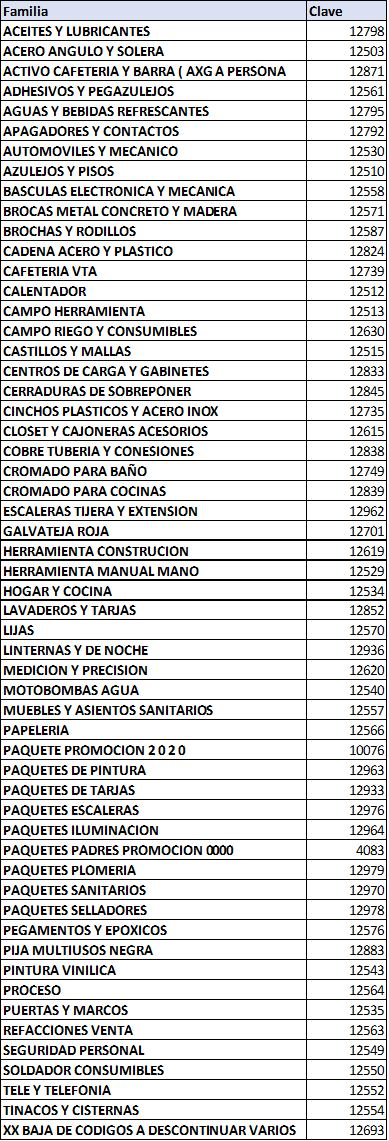 Familia Clave
ACEITES Y LUBRICANTES 12798
ACERO ANGULO Y SOLERA 12503
ACTIVO CAFETERIA Y BARRA ( AXG A PERSONA 12871
ADHESIVOS Y PEGAZULEJOS 12561
AGUAS Y BEBIDAS REFRESCANTES 12795
APAGADORES Y CONTACTOS 12792
AUTOMOVILES Y MECANICO 12530
AZULEJOS Y PISOS 12510
BASCULAS ELECTRONICA Y MECANICA 12558
BROCAS METAL CONCRETO Y MADERA 12571
BROCHAS Y RODILLOS 12587
CADENA ACERO Y PLASTICO 12824
CAFETERIA VTA 12739
CALENTADOR 12512
CAMPO HERRAMIENTA 12513
CAMPO RIEGO Y CONSUMIBLES 12630
CASTILLOS Y MALLAS 12515
CENTROS DE CARGA Y GABINETES 12833
CERRADURAS DE SOBREPONER 12845
CINCHOS PLASTICOS Y ACERO INOX 12735
CLOSET Y CAJONERAS ACESORIOS 12615
COBRE TUBERIA Y CONESIONES 12838
CROMADO PARA BAÑO 12749
CROMADO PARA COCINAS 12839
ESCALERAS TIJERA Y EXTENSION 12962
GALVATEJA ROJA 12701
HERRAMIENTA CONSTRUCION 12619
HERRAMIENTA MANUAL MANO 12529
HOGAR Y COCINA 12534
LAVADEROS Y TARJAS 12852
LIJAS 12570
LINTERNAS Y DE NOCHE 12936
MEDICION Y PRECISION 12620
MOTOBOMBAS AGUA 12540
MUEBLES Y ASIENTOS SANITARIOS 12557
PAPELERIA 12566
PAQUETE PROMOCION 2 0 2 0 10076
PAQUETES DE PINTURA 12963
PAQUETES DE TARJAS 12933
PAQUETES ESCALERAS 12976
PAQUETES ILUMINACION 12964
PAQUETES PADRES PROMOCION 0000 4083
PAQUETES PLOMERIA 12979
PAQUETES SANITARIOS 12970
PAQUETES SELLADORES 12978
PEGAMENTOS Y EPOXICOS 12576
PIJA MULTIUSOS NEGRA 12883
PINTURA VINILICA 12543
PROCESO 12564
PUERTAS Y MARCOS 12535
REFACCIONES VENTA 12563
SEGURIDAD PERSONAL 12549
SOLDADOR CONSUMIBLES 12550
TELE Y TELEFONIA 12552
TINACOS Y CISTERNAS 12554
XX BAJA DE CODIGOS A DESCONTINUAR VARIOS 12693